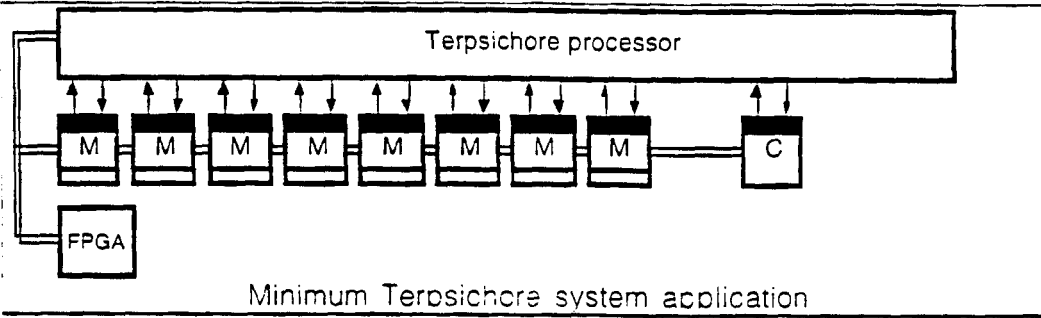 Terpsichore processor
M M M M M M M M C
FPGA
Minimum Terpsichore system application